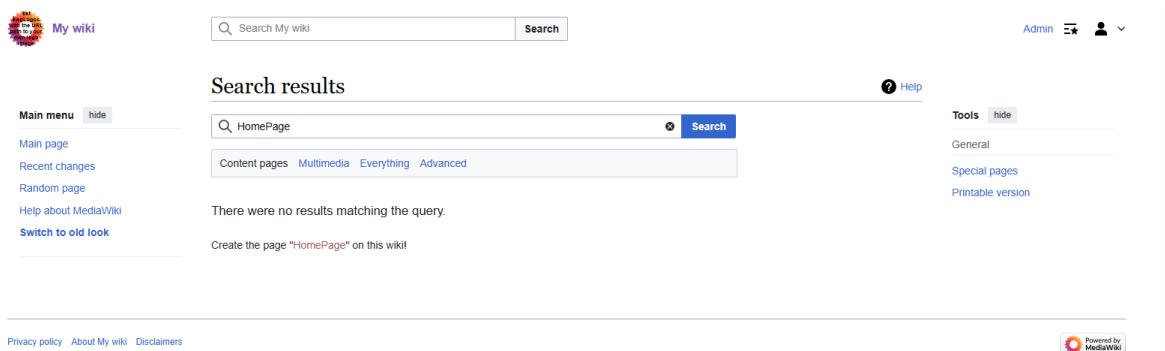 My wiki
Search My wiki
Search
Admin
Search results
Help
Main menu hide
Main page
Recent changes
Random page
Help about MediaWiki
Switch to old look
HomePage
Search
Content pages Multimedia Everything Advanced
There were no results matching the query.
Create the page "HomePage" on this wiki!
Tools hide
General
Special pages
Printable version
Privacy policy About My wiki Disclaimers
Powered by
MediaWiki